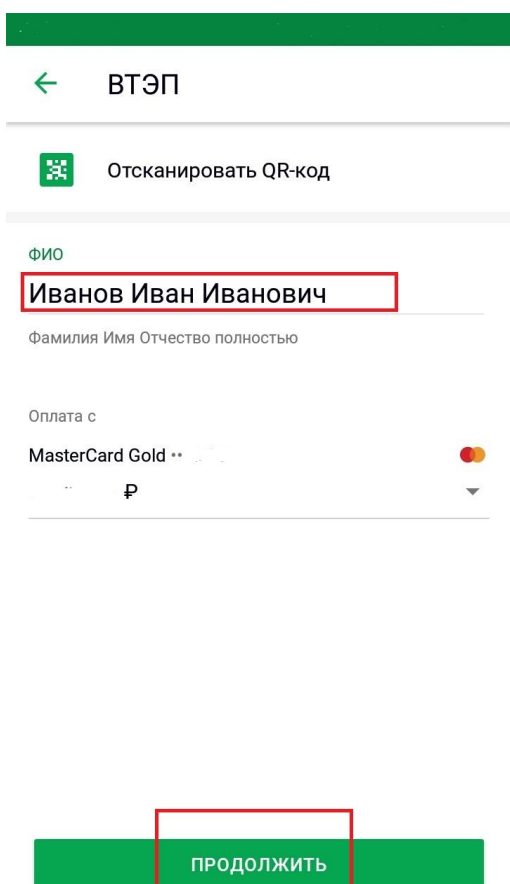 ВТЭП
Отсканировать QR-код
ФИО
Иванов Иван Иванович
Фамилия Имя Отчество полностью
Оплата с
MasterCard Gold ••
₽
ПРОДОЛЖИТЬ